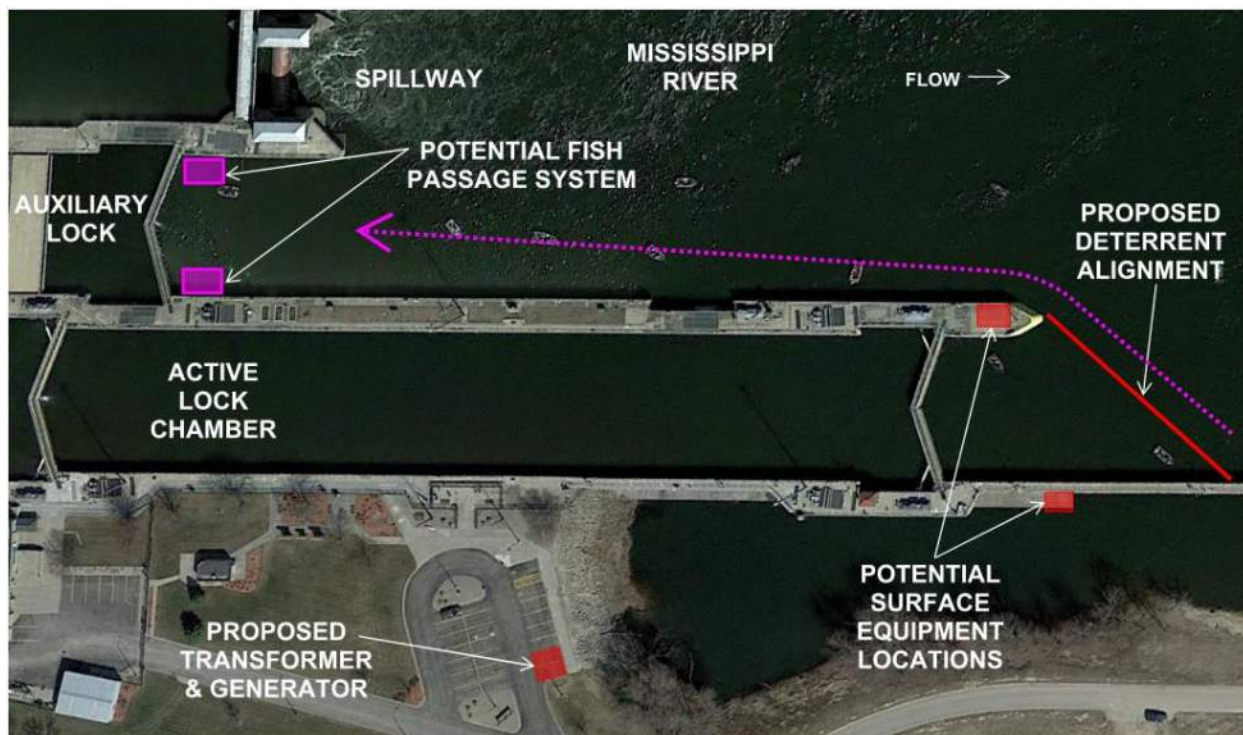 SPILLWAY
MISSISSIPPI
RIVER
FLOW
POTENTIAL FISH
PASSAGE SYSTEM
AUXILIARY
LOCK
PROPOSED
DETERRENT
ALIGNMENT
ACTIVE
LOCK
CHAMBER
POTENTIAL
SURFACE
EQUIPMENT
LOCATIONS
PROPOSED
TRANSFORMER
& GENERATOR